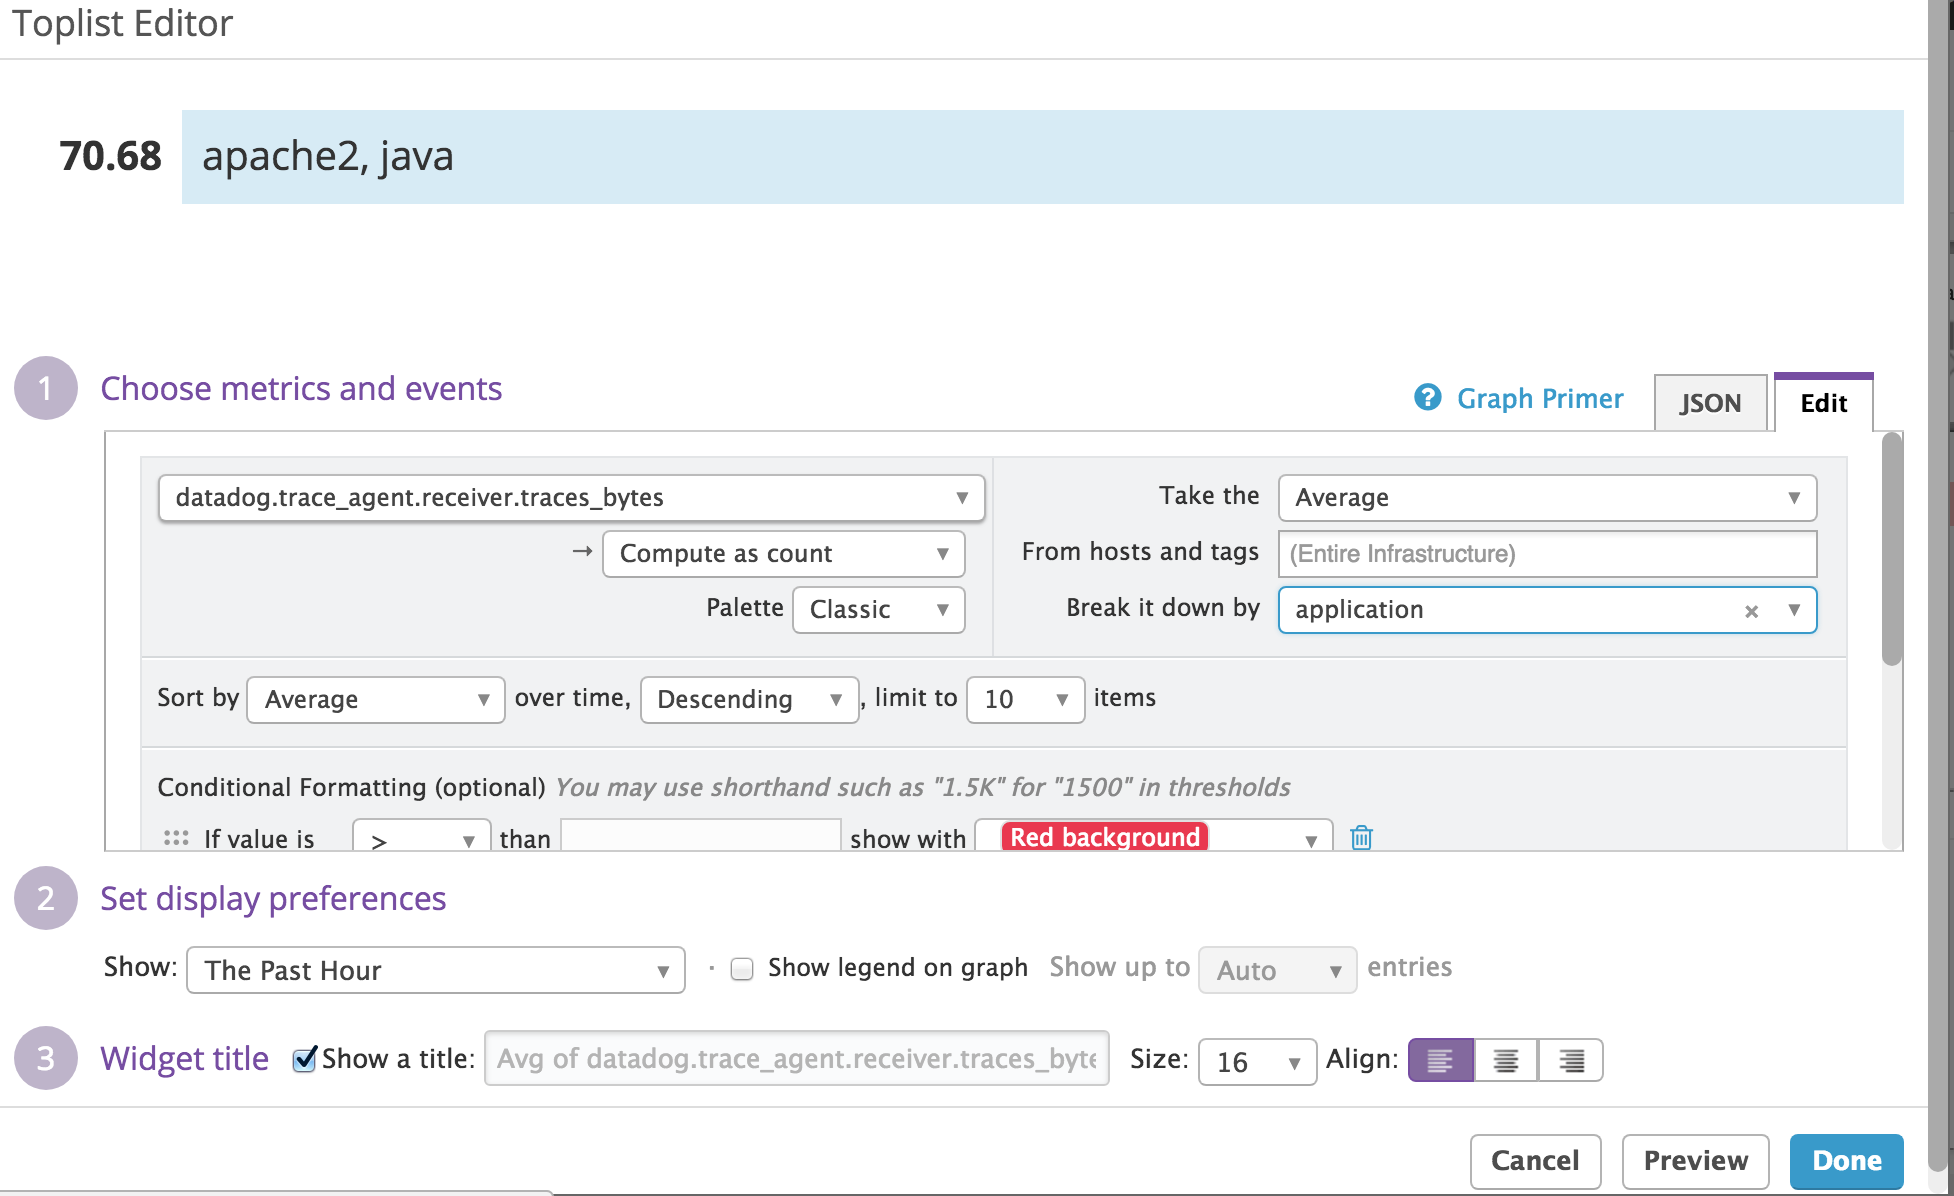 Toplist Editor
70.68 apache2, java
1 Choose metrics and events
? Graph Primer JSON Edit
datadog.trace_agent.receiver.traces_bytes Take the Average
→ Compute as count From hosts and tags (Entire Infrastructure)
Palette Classic Break it down by application ×
Sort by Average over time, Descending , limit to 10 items
Conditional Formatting (optional) You may use shorthand such as "1.5K" for "1500" in thresholds
If value is > than show with Red background
2 Set display preferences
Show: The Past Hour · Show legend on graph Show up to Auto entries
3 Widget title Show a title: Avg of datadog.trace_agent.receiver.traces_byte Size: 16 Align:
Cancel Preview Done